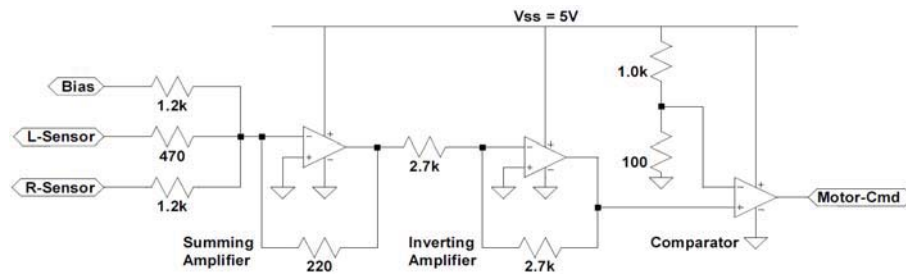 Vss = 5V
Bias
1.2k
L-Sensor
470
R-Sensor
1.2k
Summing
Amplifier
220
2.7k
Inverting
Amplifier
2.7k
1.0k
100
Comparator
Motor-Cmd